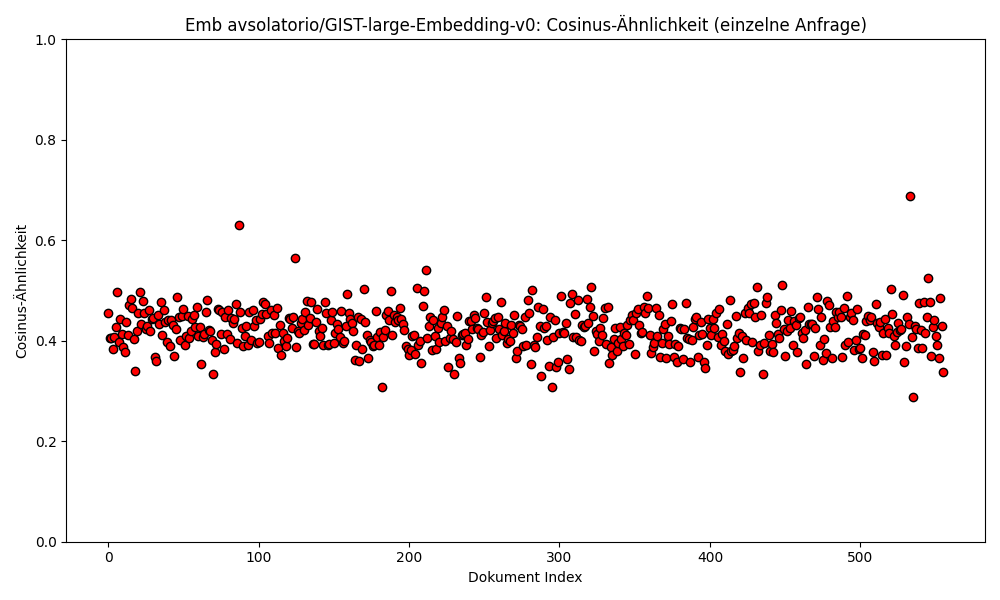 Emb avsolatorio/GIST-large-Embedding-v0: Cosinus-Ähnlichkeit (einzelne Anfrage)
Cosinus-Ähnlichkeit
1.0
0.8
0.6
0.4
0.2
0.0
0 100 200 300 400 500
Dokument Index